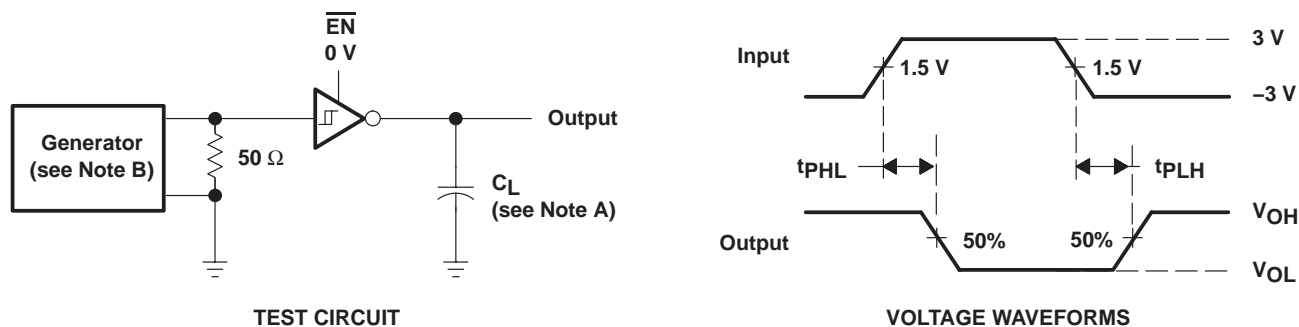 EN
0 V
Generator
(see Note B)
50 Ω
CL
(see Note A)
Output
TEST CIRCUIT
Input
1.5 V
1.5 V
3 V
–3 V
tPHL
tPLH
Output
50%
50%
VOH
VOL
VOLTAGE WAVEFORMS